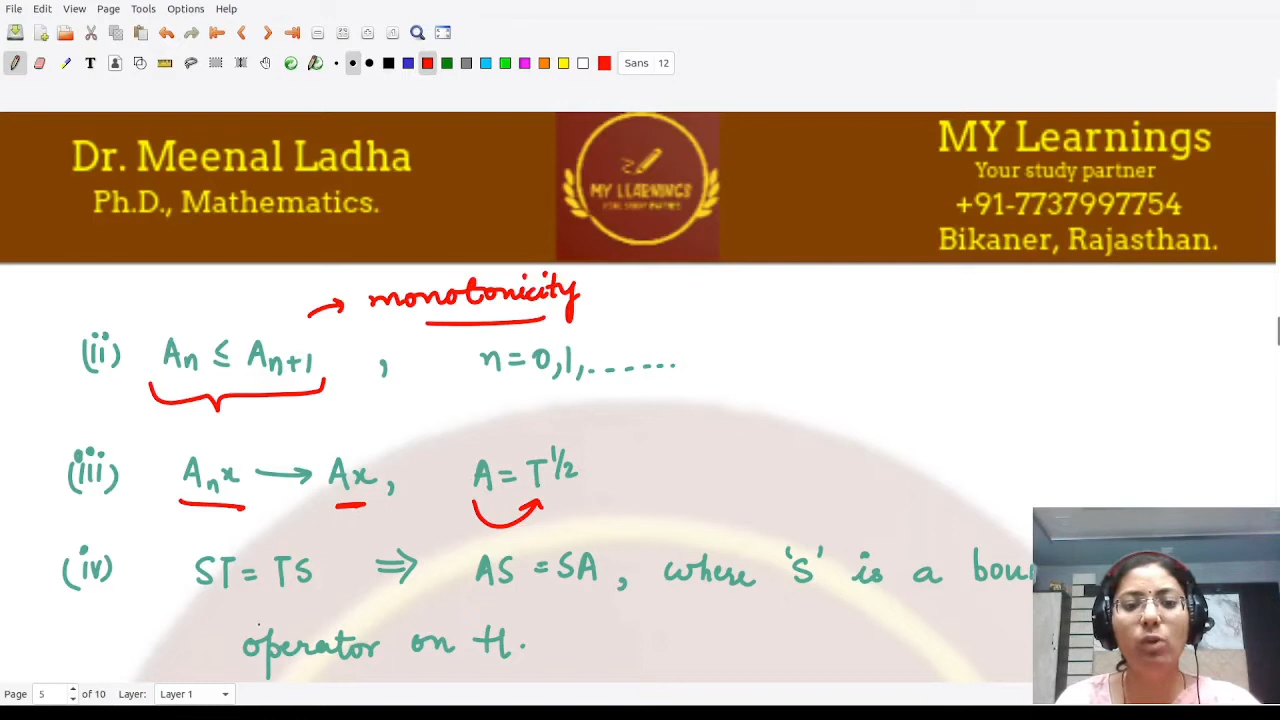 File Edit View Page Tools Options Help
Sans 12
Dr. Meenal Ladha
Ph.D., Mathematics.
MY LEARNINGS
MY Learnings
Your study partner
+91-7737997754
Bikaner, Rajasthan.
→ monotonicity
(ii) Aₙ ≤ Aₙ₊₁ , n=0,1,.......
(iii) Aₙx → Ax, A = T^1/2
(iv) ST = TS ⇒ AS = SA, where 'S' is a
operator on H.
Page 5 of 10 Layer: Layer 1